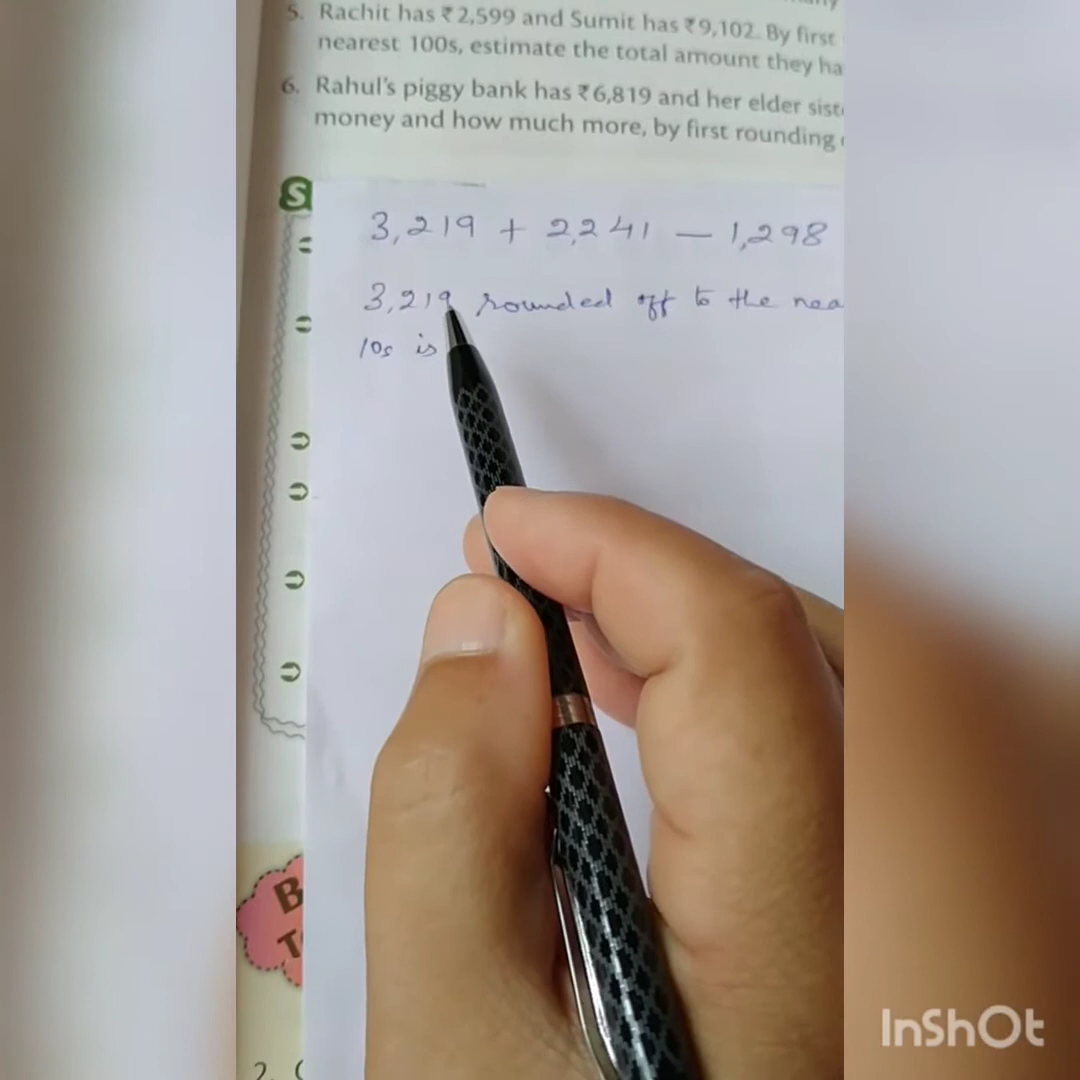 5. Rachit has ₹2,599 and Sumit has ₹9,102. By first
nearest 100s, estimate the total amount they ha
6. Rahul's piggy bank has ₹6,819 and her elder sist
money and how much more, by first rounding
S
3,219 + 2,241 — 1,298
3,219 rounded off to the nea
10s is
B
T
2.
InShOt